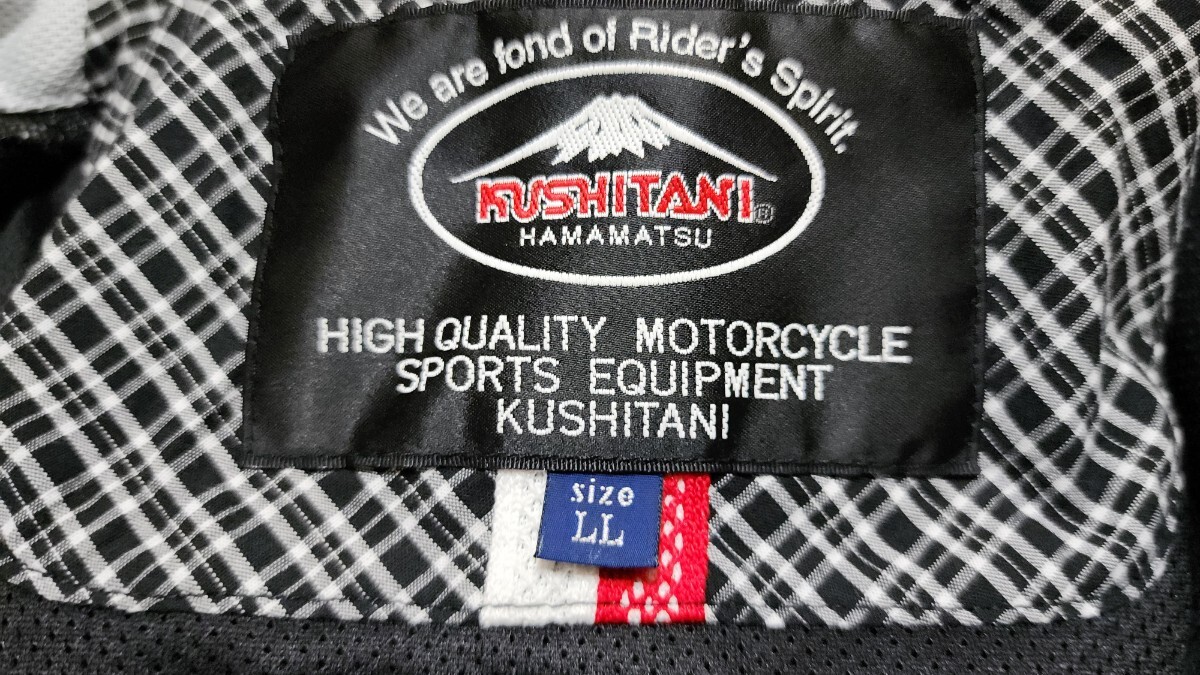 We are fond of Rider's Spirit.
KUSHITANI®
HAMAMATSU
HIGH QUALITY MOTORCYCLE
SPORTS EQUIPMENT
KUSHITANI
size
LL